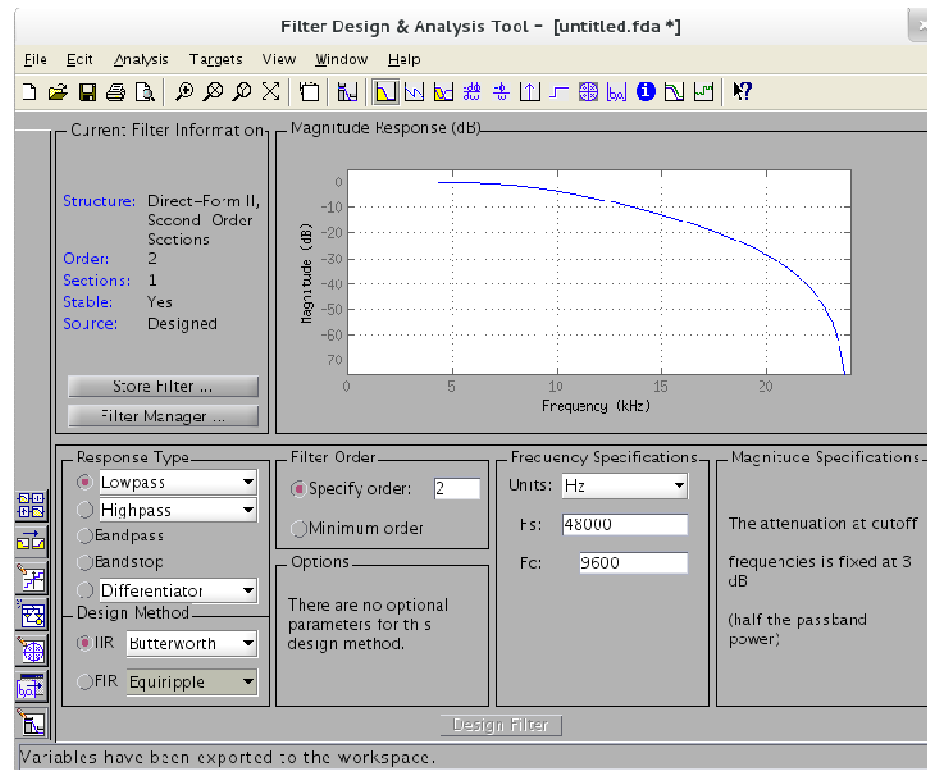 Filter Design & Analysis Tool - [untitled.fda *]
File Edit Analysis Targets View Window Help
Current Filter Information
Structure: Direct-Form II,
Second Order
Sections
Order: 2
Sections: 1
Stable: Yes
Source: Designed
Store Filter ...
Filter Manager ...
Magnitude Response (dB)
Magnitude (dB)
0
-10
-20
-30
-40
-50
-60
70
0 5 10 15 20
Frequency (kHz)
Response Type
Lowpass
Highpass
Bandpass
Bandstop
Differentiator
Design Method
IIR Butterworth
FIR Equiripple
Filter Order
Specify order: 2
Minimum order
Options
There are no optional
parameters for this
design method.
Frequency Specifications
Units: Hz
Fs: 48000
Fc: 9600
Magnitude Specifications
The attenuation at cutoff
frequencies is fixed at 3
dB
(half the passband
power)
Design Filter
Variables have been exported to the workspace.